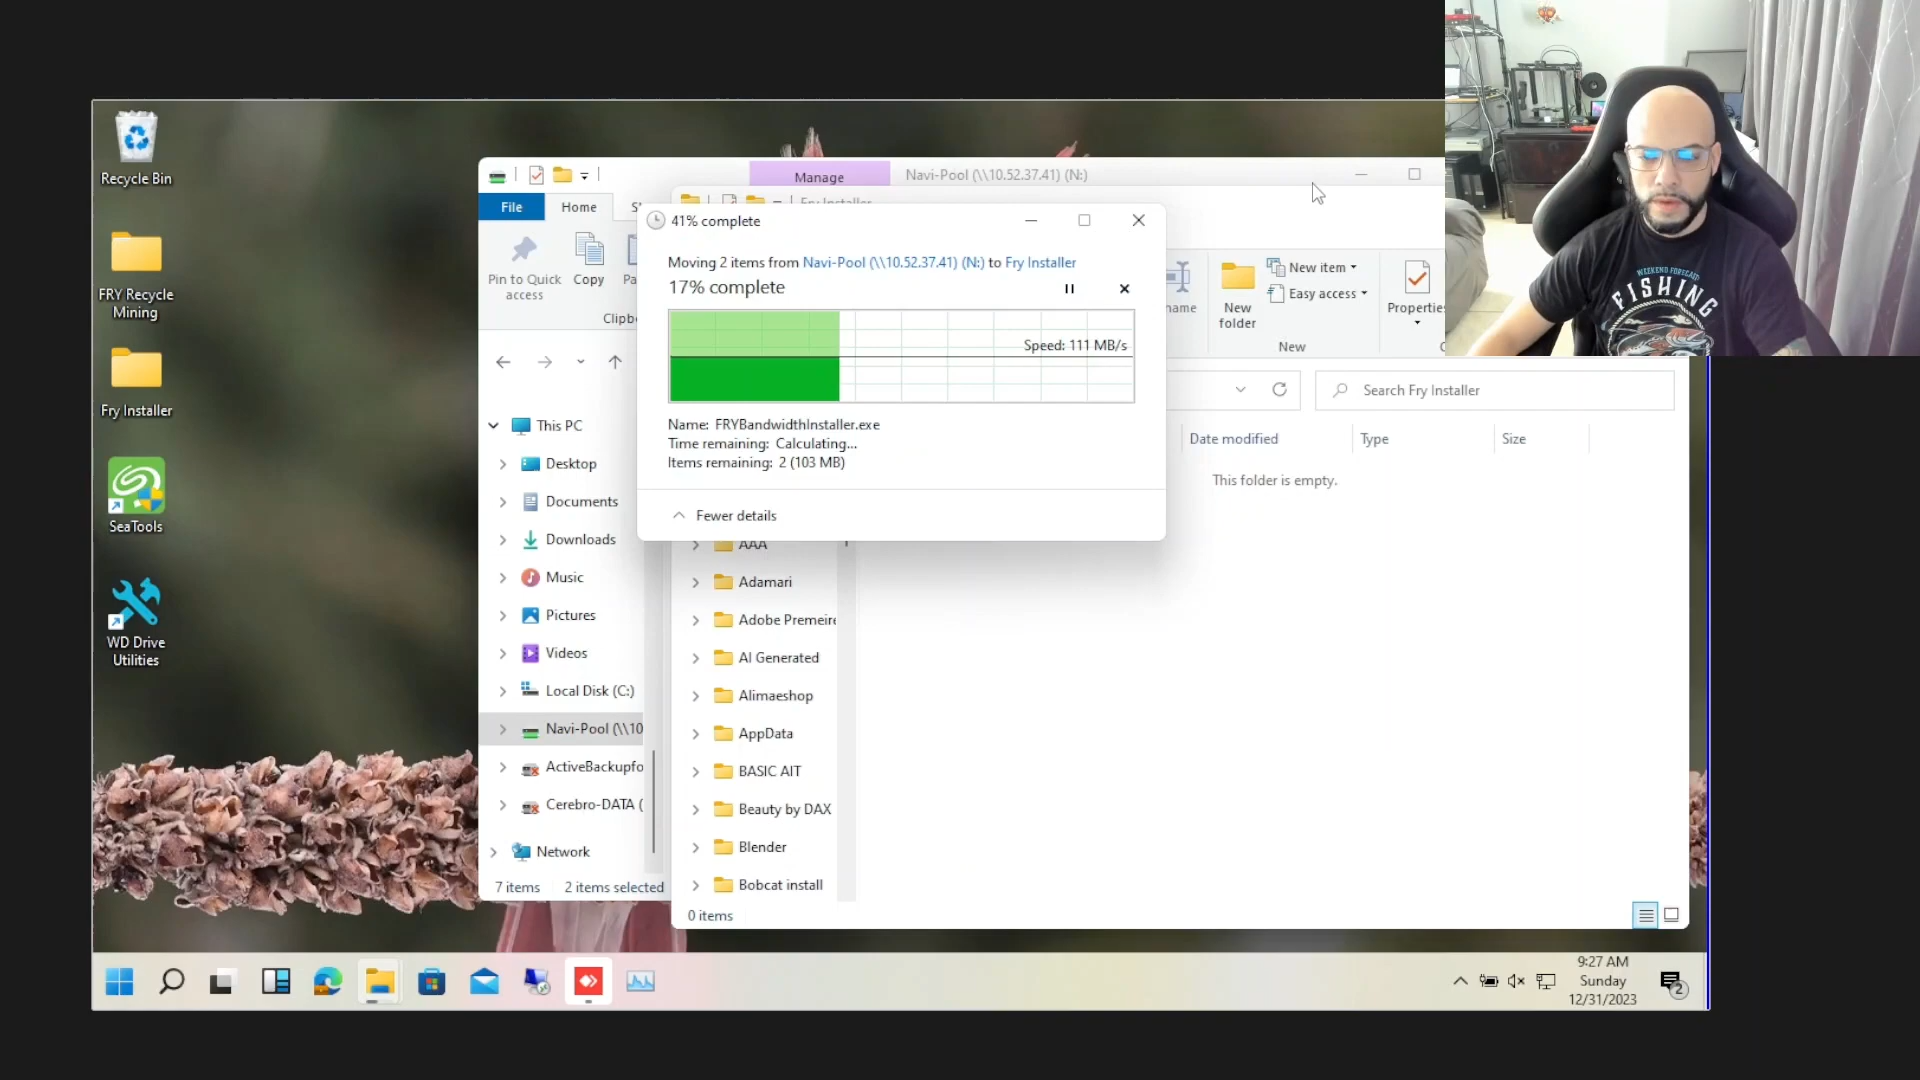 Recycle Bin
FRY Recycle
Mining
Fry Installer
SeaTools
WD Drive
Utilities
Manage
Navi-Pool (\\10.52.37.41) (N:)
File
Home
Fry Installer
Pin to Quick
access
Copy
New
folder
New item
Easy access
Properties
New
41% complete
Moving 2 items from Navi-Pool (\\10.52.37.41) (N:) to Fry Installer
17% complete
Speed: 111 MB/s
Name: FRYBandwidthInstaller.exe
Time remaining: Calculating...
Items remaining: 2 (103 MB)
Fewer details
Search Fry Installer
Date modified
Type
Size
This folder is empty.
This PC
Desktop
Documents
Downloads
Music
Pictures
Videos
Local Disk (C:)
Navi-Pool (\\10
ActiveBackupfo
Cerebro-DATA (
Network
7 items
2 items selected
AAA
Adamari
Adobe Premeire
AI Generated
Alimaeshop
AppData
BASIC AIT
Beauty by DAX
Blender
Bobcat install
0 items
9:27 AM
Sunday
12/31/2023
2
WEEKEND FORECAST
FISHING